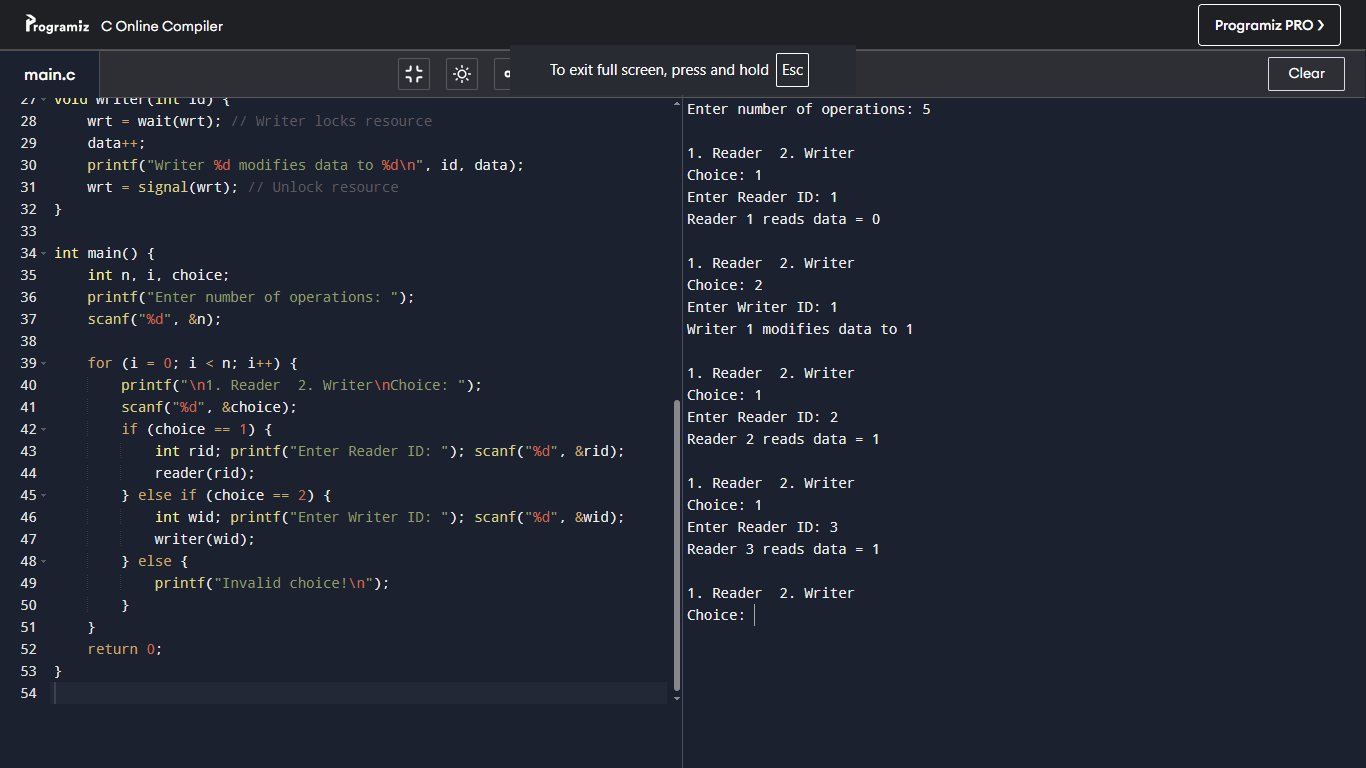 Programiz C Online Compiler
Programiz PRO
main.c
To exit full screen, press and hold Esc
Clear
27 void writer(int id) {
28 wrt = wait(wrt); // Writer locks resource
29 data++;
30 printf("Writer %d modifies data to %d\n", id, data);
31 wrt = signal(wrt); // Unlock resource
32 }
33
34 int main() {
35 int n, i, choice;
36 printf("Enter number of operations: ");
37 scanf("%d", &n);
38
39 for (i = 0; i < n; i++) {
40 printf("\n1. Reader  2. Writer\nChoice: ");
41 scanf("%d", &choice);
42 if (choice == 1) {
43 int rid; printf("Enter Reader ID: "); scanf("%d", &rid);
44 reader(rid);
45 } else if (choice == 2) {
46 int wid; printf("Enter Writer ID: "); scanf("%d", &wid);
47 writer(wid);
48 } else {
49 printf("Invalid choice!\n");
50 }
51 }
52 return 0;
53 }
54
Enter number of operations: 5
1. Reader  2. Writer
Choice: 1
Enter Reader ID: 1
Reader 1 reads data = 0
1. Reader  2. Writer
Choice: 2
Enter Writer ID: 1
Writer 1 modifies data to 1
1. Reader  2. Writer
Choice: 1
Enter Reader ID: 2
Reader 2 reads data = 1
1. Reader  2. Writer
Choice: 1
Enter Reader ID: 3
Reader 3 reads data = 1
1. Reader  2. Writer
Choice: